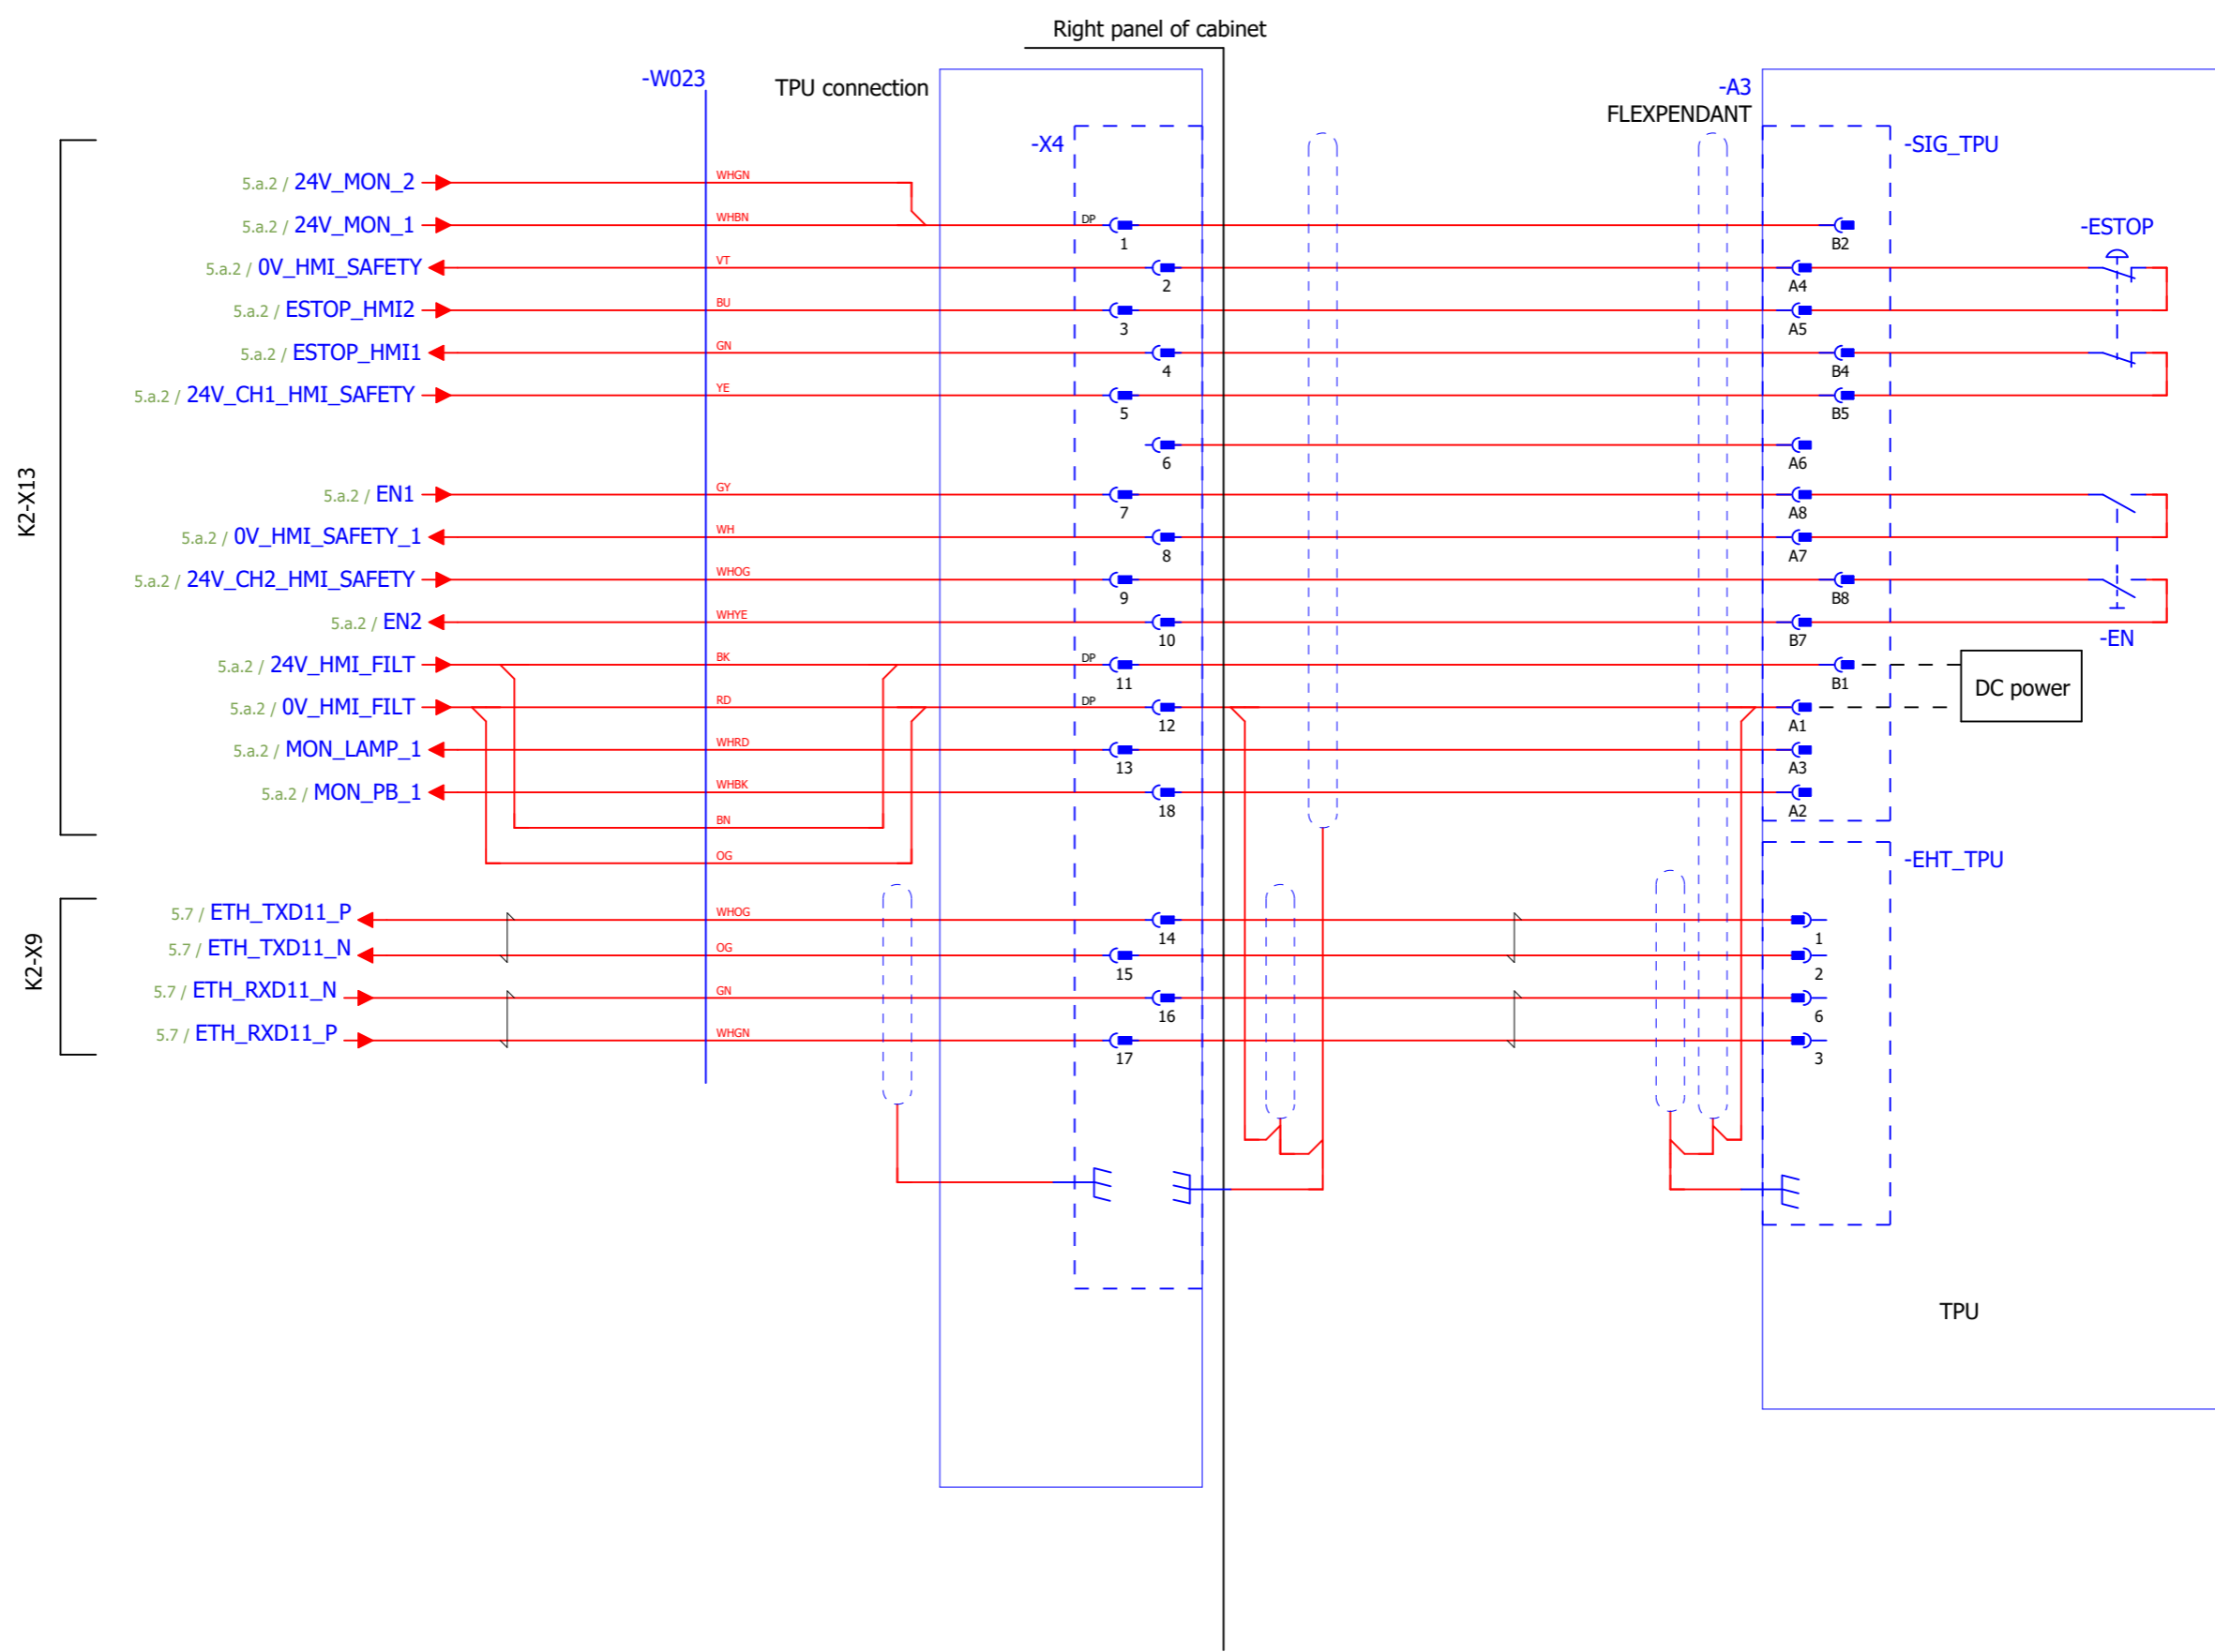 Right panel of cabinet
-W023
TPU connection
-A3
FLEXPENDANT
-X4
-SIG_TPU
5.a.2 / 24V_MON_2
WHGN
5.a.2 / 24V_MON_1
WHBN
DP
1
B2
-ESTOP
5.a.2 / 0V_HMI_SAFETY
VT
2
A4
5.a.2 / ESTOP_HMI2
BU
3
A5
5.a.2 / ESTOP_HMI1
GN
4
B4
5.a.2 / 24V_CH1_HMI_SAFETY
YE
5
B5
6
A6
K2-X13
5.a.2 / EN1
GY
7
A8
5.a.2 / 0V_HMI_SAFETY_1
WH
8
A7
5.a.2 / 24V_CH2_HMI_SAFETY
WHOG
9
B8
5.a.2 / EN2
WHYE
10
B7
-EN
5.a.2 / 24V_HMI_FILT
BK
DP
11
B1
DC power
5.a.2 / 0V_HMI_FILT
RD
DP
12
A1
5.a.2 / MON_LAMP_1
WHRD
13
A3
5.a.2 / MON_PB_1
WHBK
18
A2
BN
OG
-EHT_TPU
K2-X9
5.7 / ETH_TXD11_P
WHOG
14
1
5.7 / ETH_TXD11_N
OG
15
2
5.7 / ETH_RXD11_N
GN
16
6
5.7 / ETH_RXD11_P
WHGN
17
3
TPU